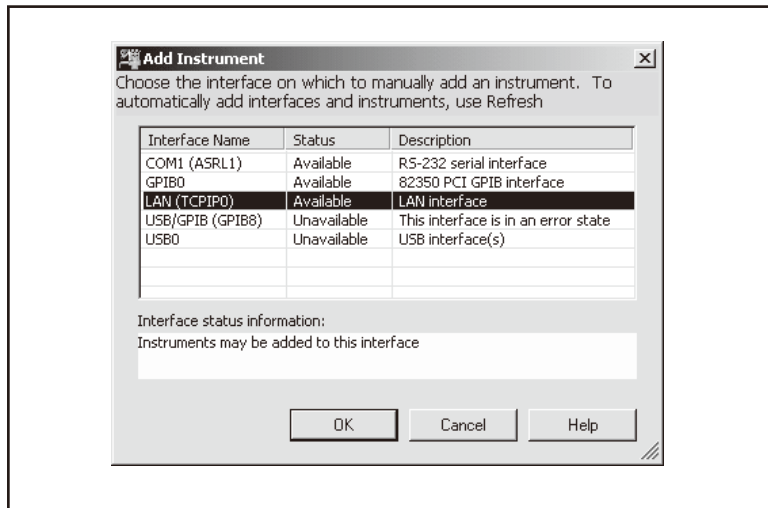 Add Instrument
Choose the interface on which to manually add an instrument. To
automatically add interfaces and instruments, use Refresh
Interface Name Status Description
COM1 (ASRL1) Available RS-232 serial interface
GPIB0 Available 82350 PCI GPIB interface
LAN (TCPIP0) Available LAN interface
USB/GPIB (GPIB8) Unavailable This interface is in an error state
USB0 Unavailable USB interface(s)
Interface status information:
Instruments may be added to this interface
OK Cancel Help